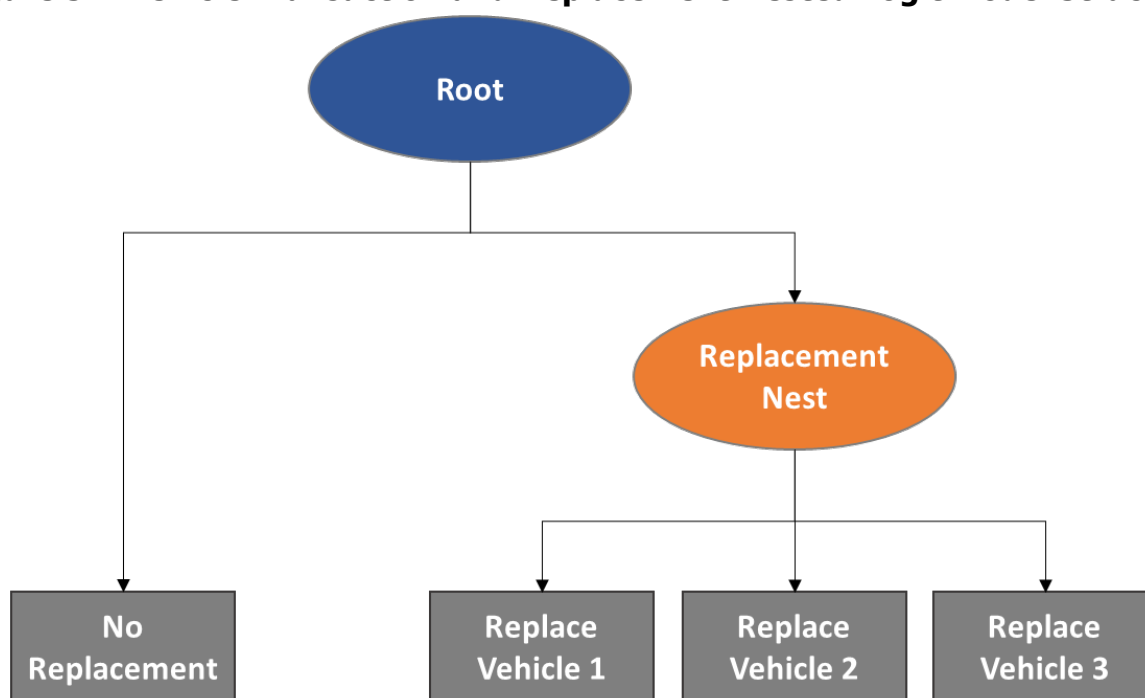 Root
Replacement
Nest
No
Replacement
Replace
Vehicle 1
Replace
Vehicle 2
Replace
Vehicle 3